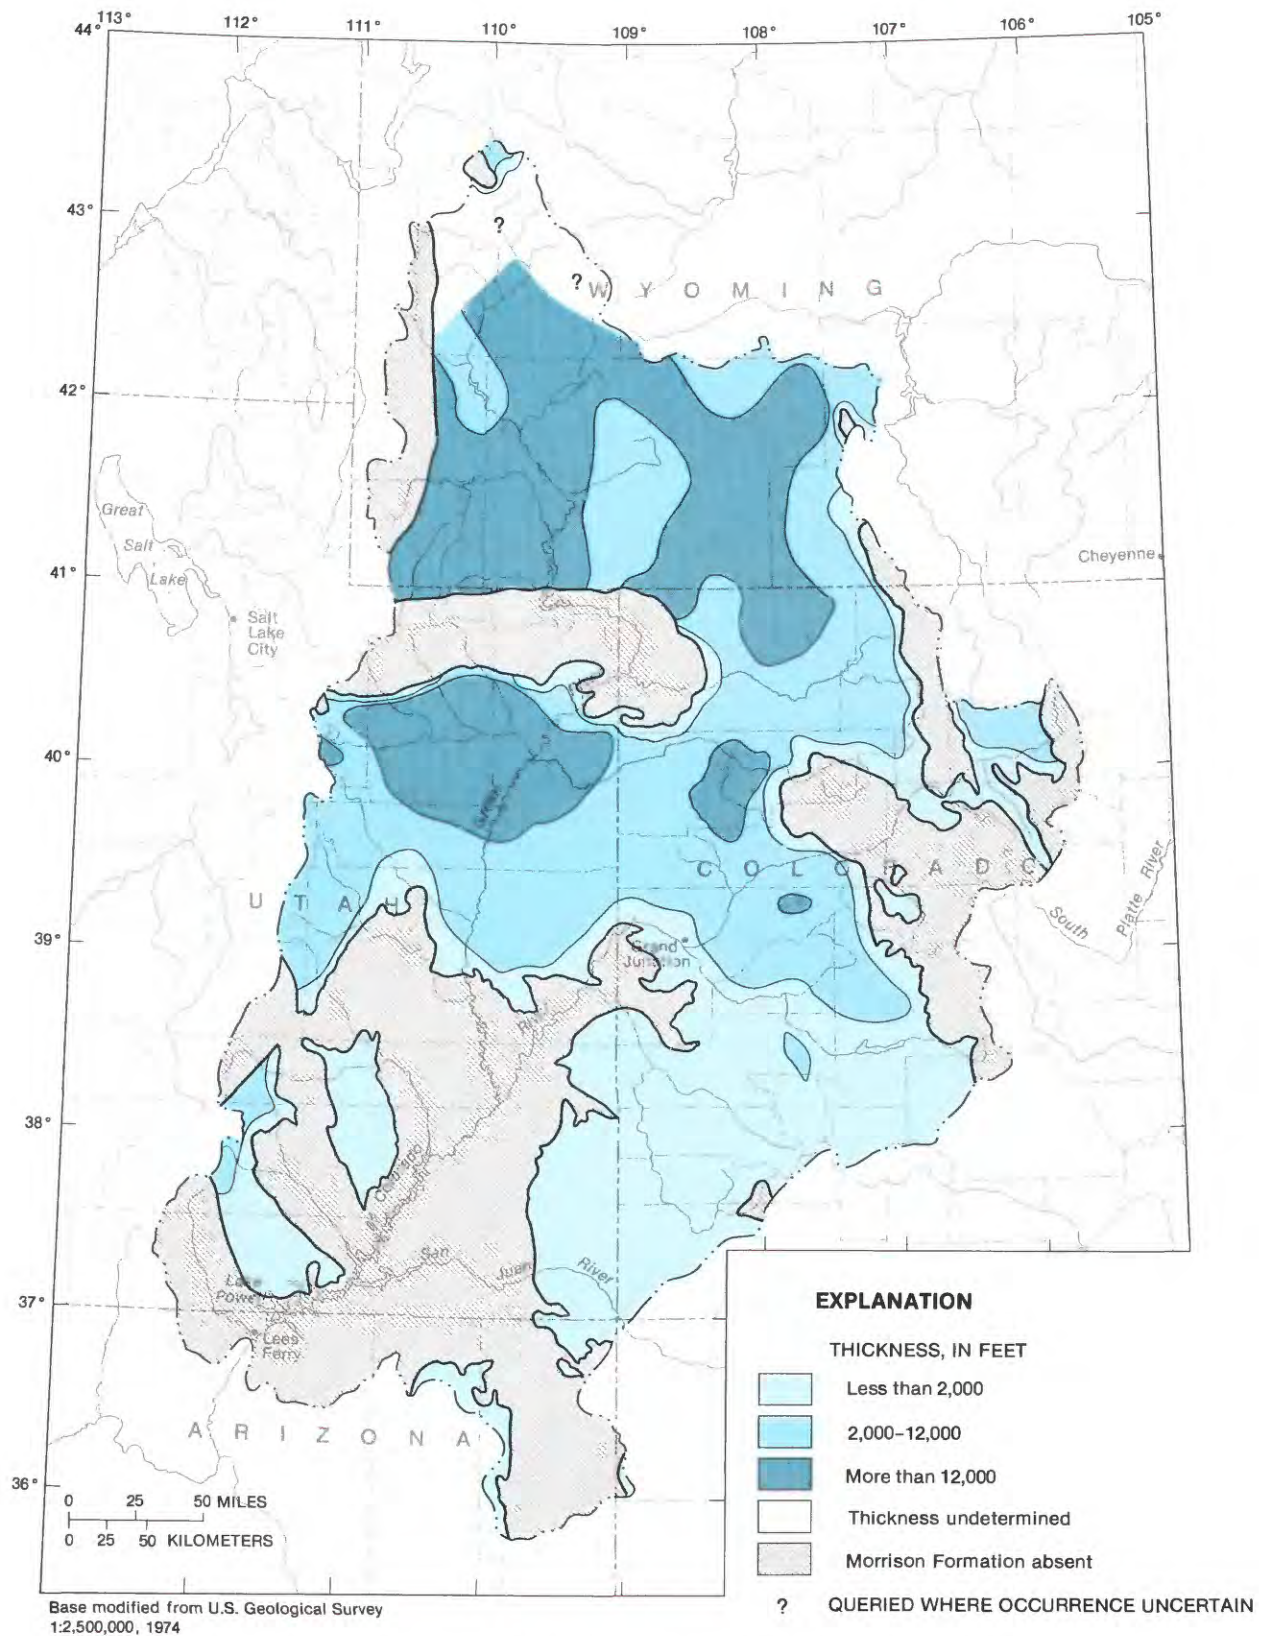 113°
112°
111°
110°
109°
108°
107°
106°
105°
44°
43°
?
?
W Y O M I N G
42°
Great
Salt
Lake
41°
Cheyenne
Salt
Lake
City
40°
C O L O R A D O
Platte River
South
U T A H
39°
Grand
Junction
River
38°
Colorado
San
Juan
River
Lake
Powell
37°
Lees
Ferry
A R I Z O N A
36°
0 25 50 MILES
0 25 50 KILOMETERS
EXPLANATION
THICKNESS, IN FEET
Less than 2,000
2,000–12,000
More than 12,000
Thickness undetermined
Morrison Formation absent
? QUERIED WHERE OCCURRENCE UNCERTAIN
Base modified from U.S. Geological Survey
1:2,500,000, 1974